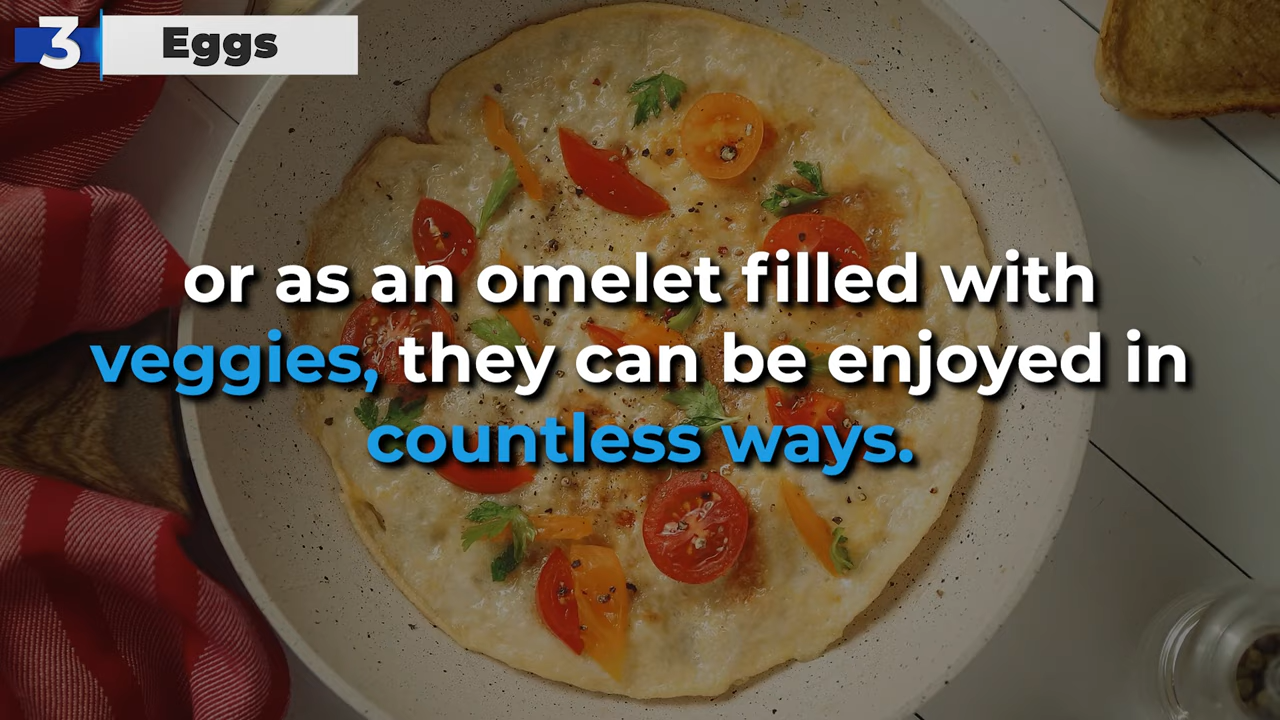 3 Eggs
or as an omelet filled with
veggies, they can be enjoyed in
countless ways.